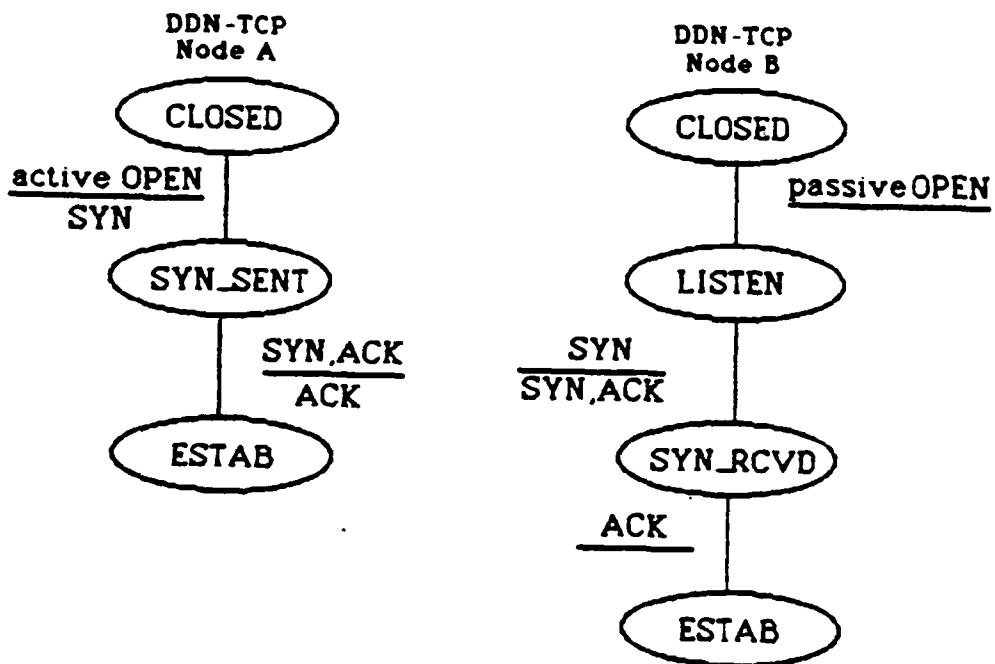 DDN-TCP
Node A
CLOSED
active OPEN
SYN
SYN_SENT
SYN,ACK
ACK
ESTAB
DDN-TCP
Node B
CLOSED
passive OPEN
LISTEN
SYN
SYN,ACK
SYN_RCVD
ACK
ESTAB